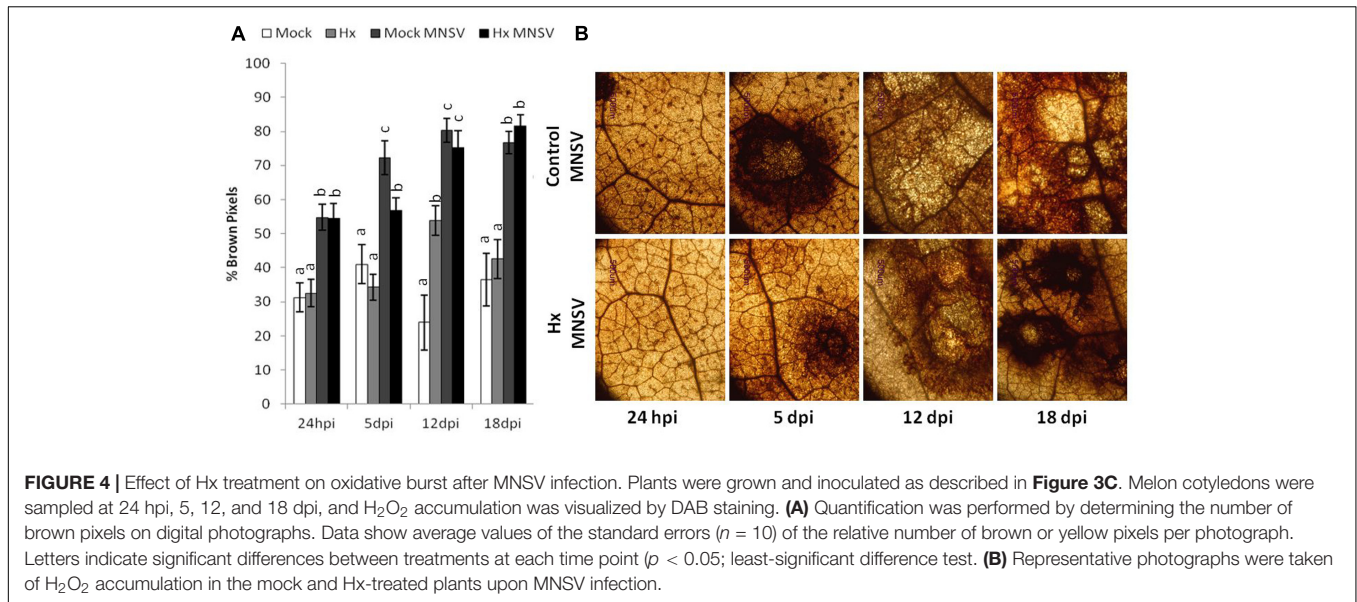 A Mock Hx Mock MNSV Hx MNSV B
100
90
80
70
60
50
40
30
20
10
0
% Brown Pixels
a a b b
a a c b
a b c c
a a b b
24hpi 5dpi 12dpi 18dpi
Control
MNSV
Hx
MNSV
24 hpi 5 dpi 12 dpi 18 dpi
FIGURE 4 | Effect of Hx treatment on oxidative burst after MNSV infection. Plants were grown and inoculated as described in Figure 3C. Melon cotyledons were
sampled at 24 hpi, 5, 12, and 18 dpi, and H₂O₂ accumulation was visualized by DAB staining. (A) Quantification was performed by determining the number of
brown pixels on digital photographs. Data show average values of the standard errors (n = 10) of the relative number of brown or yellow pixels per photograph.
Letters indicate significant differences between treatments at each time point (p < 0.05; least-significant difference test. (B) Representative photographs were taken
of H₂O₂ accumulation in the mock and Hx-treated plants upon MNSV infection.